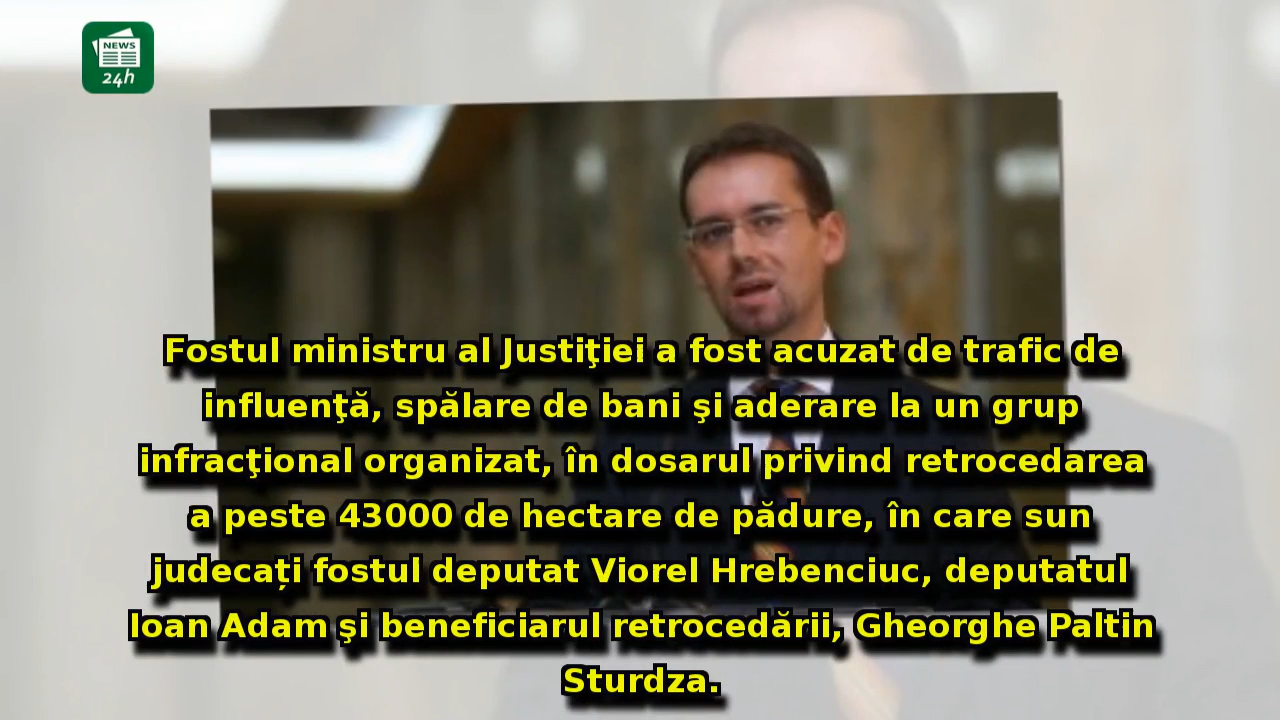 NEWS
24h
Fostul ministru al Justiţiei a fost acuzat de trafic de
influenţă, spălare de bani şi aderare la un grup
infracţional organizat, în dosarul privind retrocedarea
a peste 43000 de hectare de pădure, în care sun
judecați fostul deputat Viorel Hrebenciuc, deputatul
Ioan Adam şi beneficiarul retrocedării, Gheorghe Paltin
Sturdza.